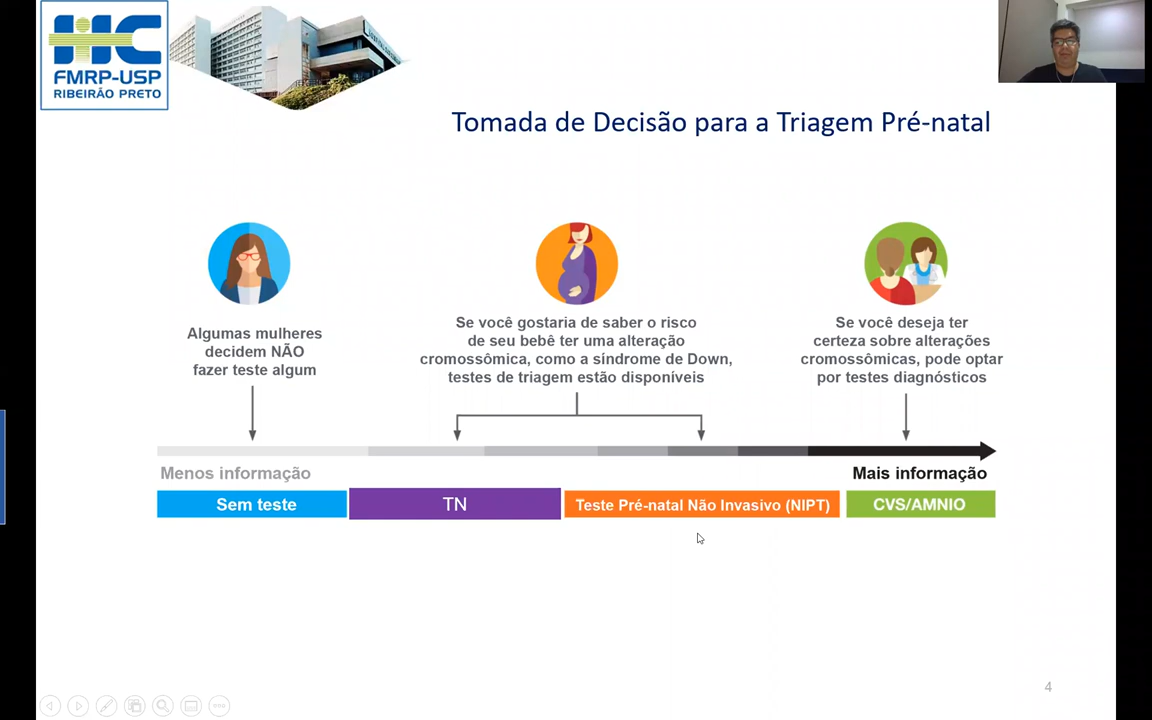 FMRP-USP
RIBEIRÃO PRETO
Tomada de Decisão para a Triagem Pré-natal
Algumas mulheres
decidem NÃO
fazer teste algum
Se você gostaria de saber o risco
de seu bebê ter uma alteração
cromossômica, como a síndrome de Down,
testes de triagem estão disponíveis
Se você deseja ter
certeza sobre alterações
cromossômicas, pode optar
por testes diagnósticos
Menos informação
Mais informação
Sem teste
TN
Teste Pré-natal Não Invasivo (NIPT)
CVS/AMNIO
4